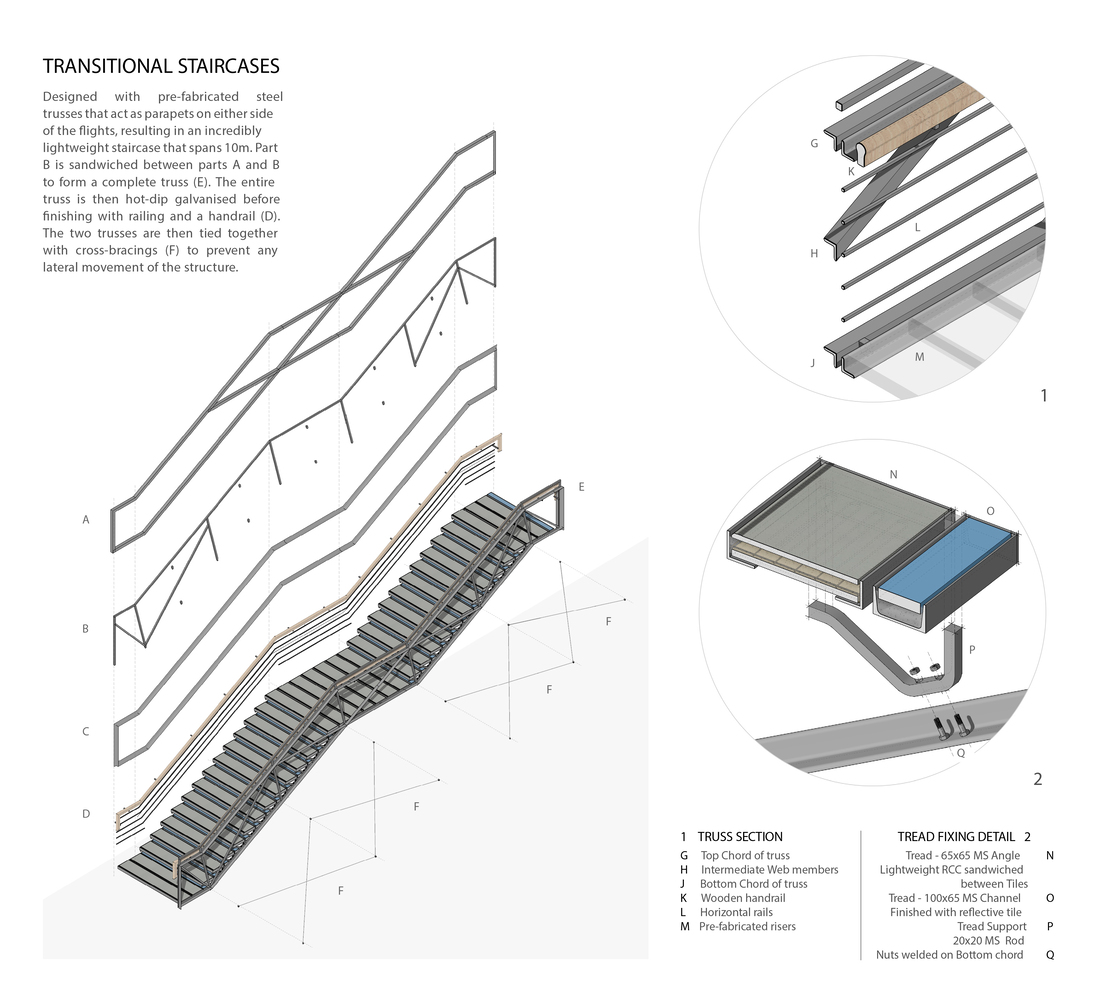 TRANSITIONAL STAIRCASES
Designed with pre-fabricated steel
trusses that act as parapets on either side
of the flights, resulting in an incredibly
lightweight staircase that spans 10m. Part
B is sandwiched between parts A and B
to form a complete truss (E). The entire
truss is then hot-dip galvanised before
finishing with railing and a handrail (D).
The two trusses are then tied together
with cross-bracings (F) to prevent any
lateral movement of the structure.
A
B
C
D
E
F
F
F
F
G
K
L
H
J
M
1
N
O
P
Q
2
1 TRUSS SECTION
G Top Chord of truss
H Intermediate Web members
J Bottom Chord of truss
K Wooden handrail
L Horizontal rails
M Pre-fabricated risers
TREAD FIXING DETAIL 2
Tread - 65x65 MS Angle N
Lightweight RCC sandwiched
between Tiles
Tread - 100x65 MS Channel O
Finished with reflective tile
Tread Support P
20x20 MS Rod
Nuts welded on Bottom chord Q